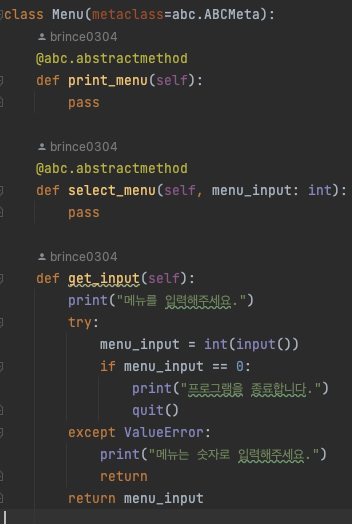 class Menu(metaclass=abc.ABCMeta):
brince0304
@abc.abstractmethod
def print_menu(self):
pass
brince0304
@abc.abstractmethod
def select_menu(self, menu_input: int):
pass
brince0304
def get_input(self):
print("메뉴를 입력해주세요.")
try:
menu_input = int(input())
if menu_input == 0:
print("프로그램을 종료합니다.")
quit()
except ValueError:
print("메뉴는 숫자로 입력해주세요.")
return
return menu_input